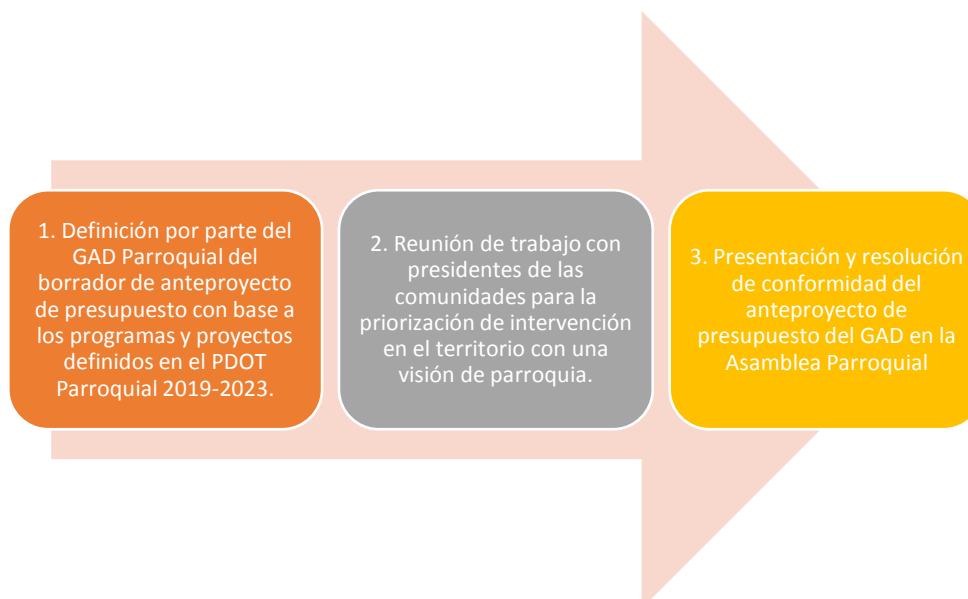 1. Definición por parte del
GAD Parroquial del
borrador de anteproyecto
de presupuesto con base a
los programas y proyectos
definidos en el PDOT
Parroquial 2019-2023.
2. Reunión de trabajo con
presidentes de las
comunidades para la
priorización de intervención
en el territorio con una
visión de parroquia.
3. Presentación y resolución
de conformidad del
anteproyecto de
presupuesto del GAD en la
Asamblea Parroquial